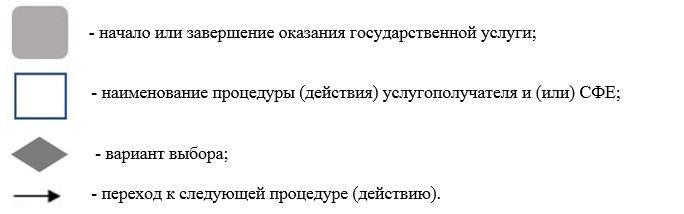 - начало или завершение оказания государственной услуги;
- наименование процедуры (действия) услугополучателя и (или) СФЕ;
- вариант выбора;
- переход к следующей процедуре (действию).